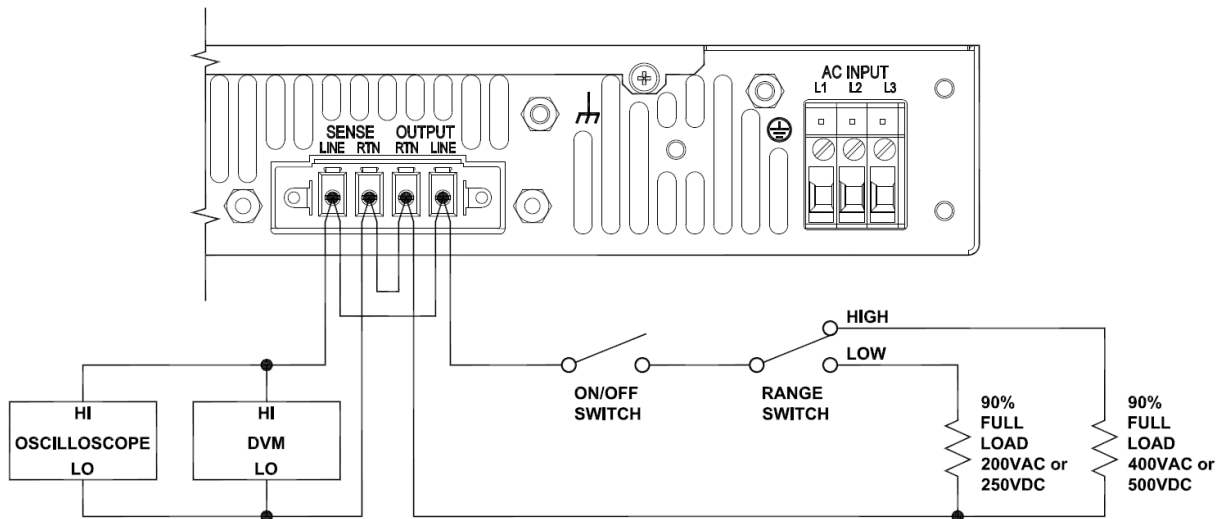 AC INPUT
L1 L2 L3
SENSE OUTPUT
LINE RTN RTN LINE
HIGH
LOW
ON/OFF
SWITCH
RANGE
SWITCH
HI
OSCILLOSCOPE
LO
HI
DVM
LO
90%
FULL
LOAD
200VAC or
250VDC
90%
FULL
LOAD
400VAC or
500VDC